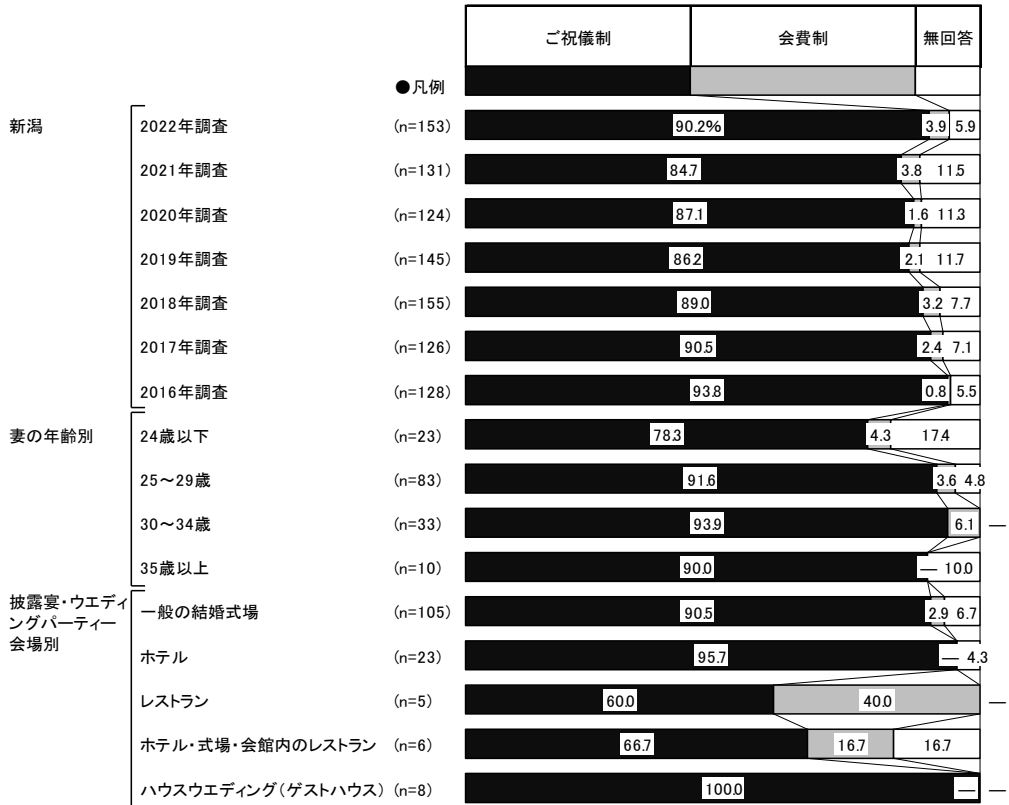 ご祝儀制 会費制 無回答
●凡例
新潟 2022年調査 (n=153) 90.2% 3.9 5.9
2021年調査 (n=131) 84.7 3.8 11.5
2020年調査 (n=124) 87.1 1.6 11.3
2019年調査 (n=145) 86.2 2.1 11.7
2018年調査 (n=155) 89.0 3.2 7.7
2017年調査 (n=126) 90.5 2.4 7.1
2016年調査 (n=128) 93.8 0.8 5.5
妻の年齢別 24歳以下 (n=23) 78.3 4.3 17.4
25～29歳 (n=83) 91.6 3.6 4.8
30～34歳 (n=33) 93.9 6.1 ―
35歳以上 (n=10) 90.0 ― 10.0
披露宴・ウエディ
ングパーティー
会場別
一般の結婚式場 (n=105) 90.5 2.9 6.7
ホテル (n=23) 95.7 ― 4.3
レストラン (n=5) 60.0 40.0 ―
ホテル・式場・会館内のレストラン (n=6) 66.7 16.7 16.7
ハウスウエディング（ゲストハウス） (n=8) 100.0 ― ―